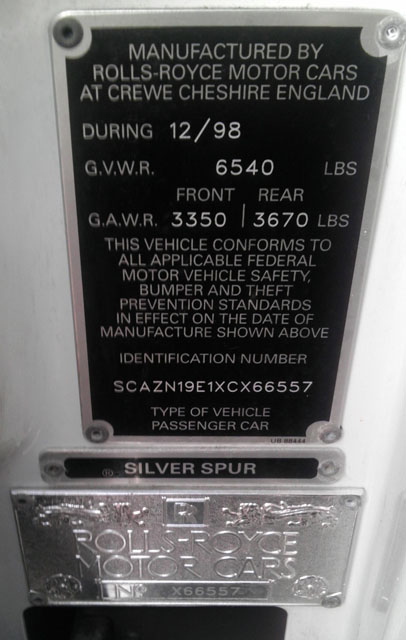 MANUFACTURED BY
ROLLS-ROYCE MOTOR CARS
AT CREWE CHESHIRE ENGLAND
DURING 12/98
G.V.W.R. 6540 LBS
FRONT REAR
G.A.W.R. 3350 | 3670 LBS
THIS VEHICLE CONFORMS TO
ALL APPLICABLE FEDERAL
MOTOR VEHICLE SAFETY,
BUMPER AND THEFT
PREVENTION STANDARDS
IN EFFECT ON THE DATE OF
MANUFACTURE SHOWN ABOVE
IDENTIFICATION NUMBER
SCAZN19E1XCX66557
TYPE OF VEHICLE
PASSENGER CAR
® SILVER SPUR
RR
ROLLS-ROYCE
MOTOR CARS
No X66557